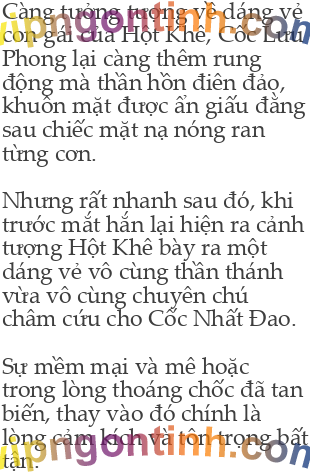 Càng tưởng tượng về dáng vẻ
con gái của Hột Khê, Cốc Lưu
Phong lại càng thêm rung
động mà thần hồn điên đảo,
khuôn mặt được ẩn giấu đằng
sau chiếc mặt nạ nóng ran
từng cơn.
Nhưng rất nhanh sau đó, khi
trước mắt hắn lại hiện ra cảnh
tượng Hột Khê bày ra một
dáng vẻ vô cùng thần thánh
vừa vô cùng chuyên chú
châm cứu cho Cốc Nhất Đao.
Sự mềm mại và mê hoặc
trong lòng thoáng chốc đã tan
biến, thay vào đó chính là
lòng cảm kích và tôn trọng bất
tận.
vipngontinh.com
vipngontinh.com